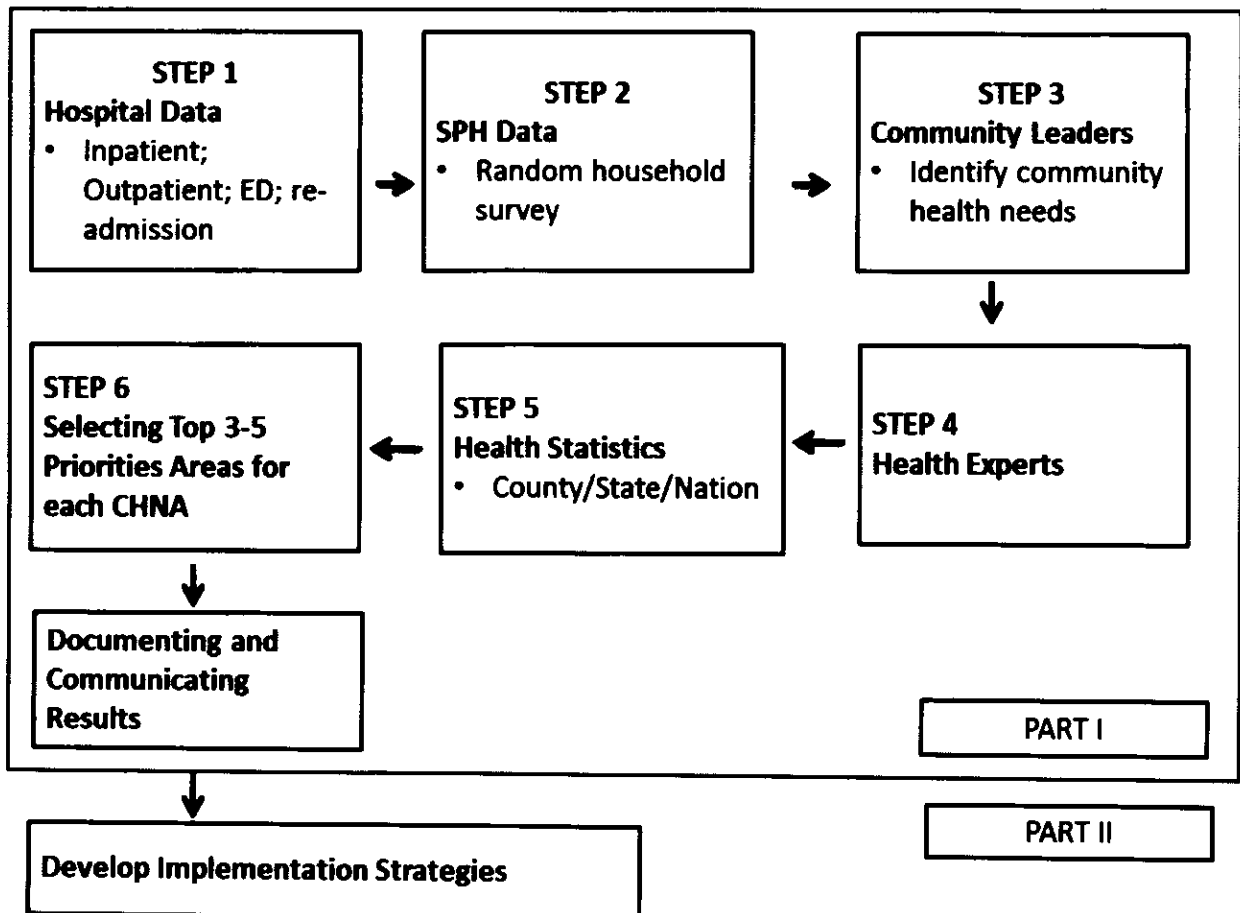 STEP 1
Hospital Data
• Inpatient;
Outpatient; ED; re-
admission
STEP 2
SPH Data
• Random household
survey
STEP 3
Community Leaders
• Identify community
health needs
STEP 4
Health Experts
STEP 5
Health Statistics
• County/State/Nation
STEP 6
Selecting Top 3-5
Priorities Areas for
each CHNA
Documenting and
Communicating
Results
PART I
PART II
Develop Implementation Strategies